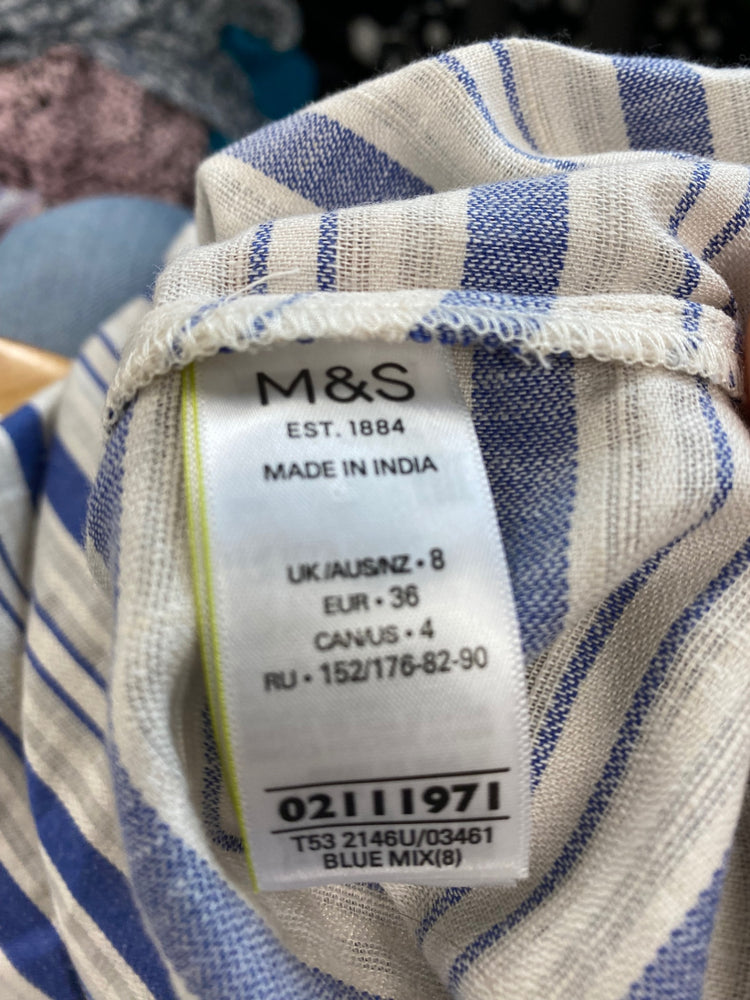 M&S
EST. 1884
MADE IN INDIA
UK/AUS/NZ • 8
EUR • 36
CAN/US • 4
RU • 152/176-82-90
02111971
T53 2146U/03461
BLUE MIX(8)